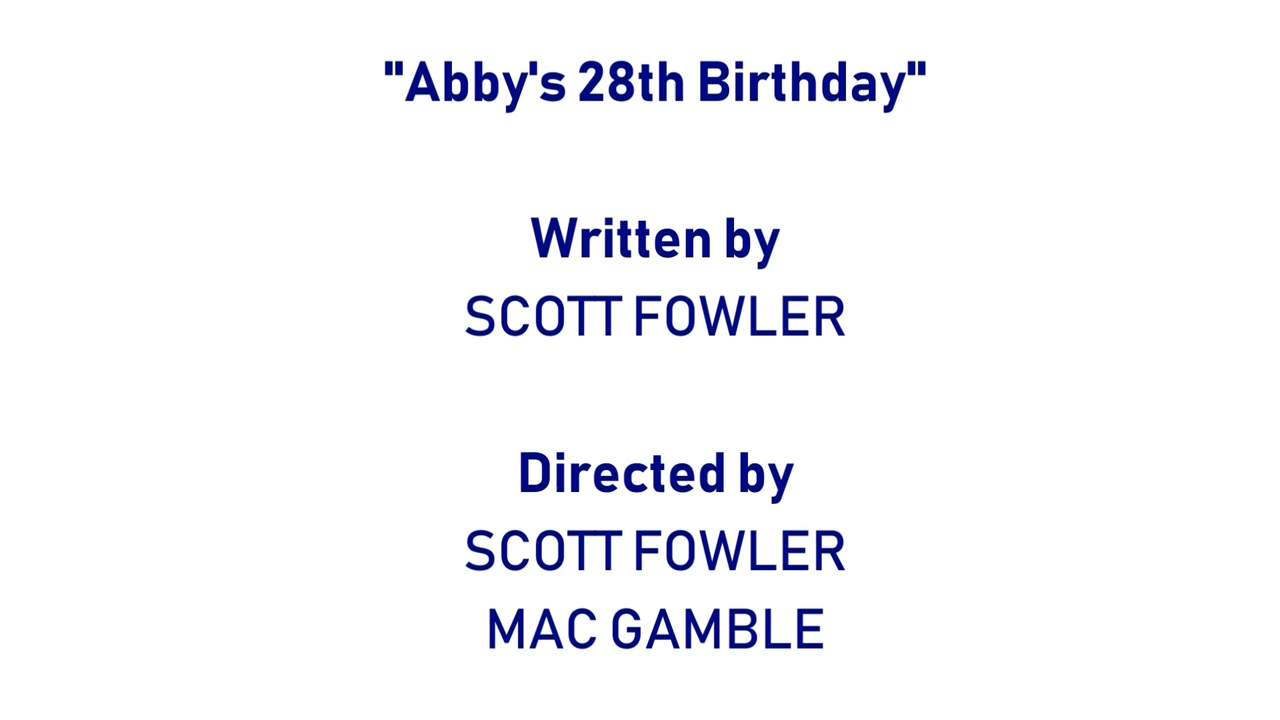 "Abby's 28th Birthday"
Written by
SCOTT FOWLER
Directed by
SCOTT FOWLER
MAC GAMBLE